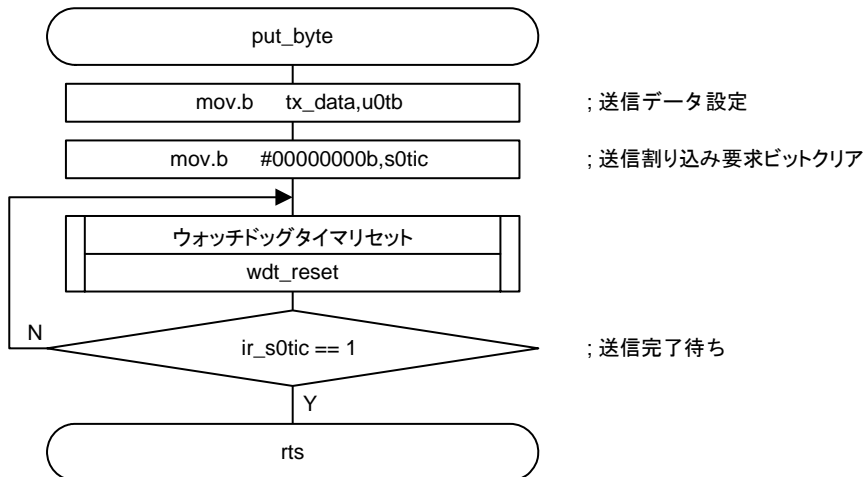 put_byte
mov.b tx_data,u0tb ; 送信データ設定
mov.b #00000000b,s0tic ; 送信割り込み要求ビットクリア
ウォッチドッグタイマリセット
wdt_reset
N
ir_s0tic == 1 ; 送信完了待ち
Y
rts